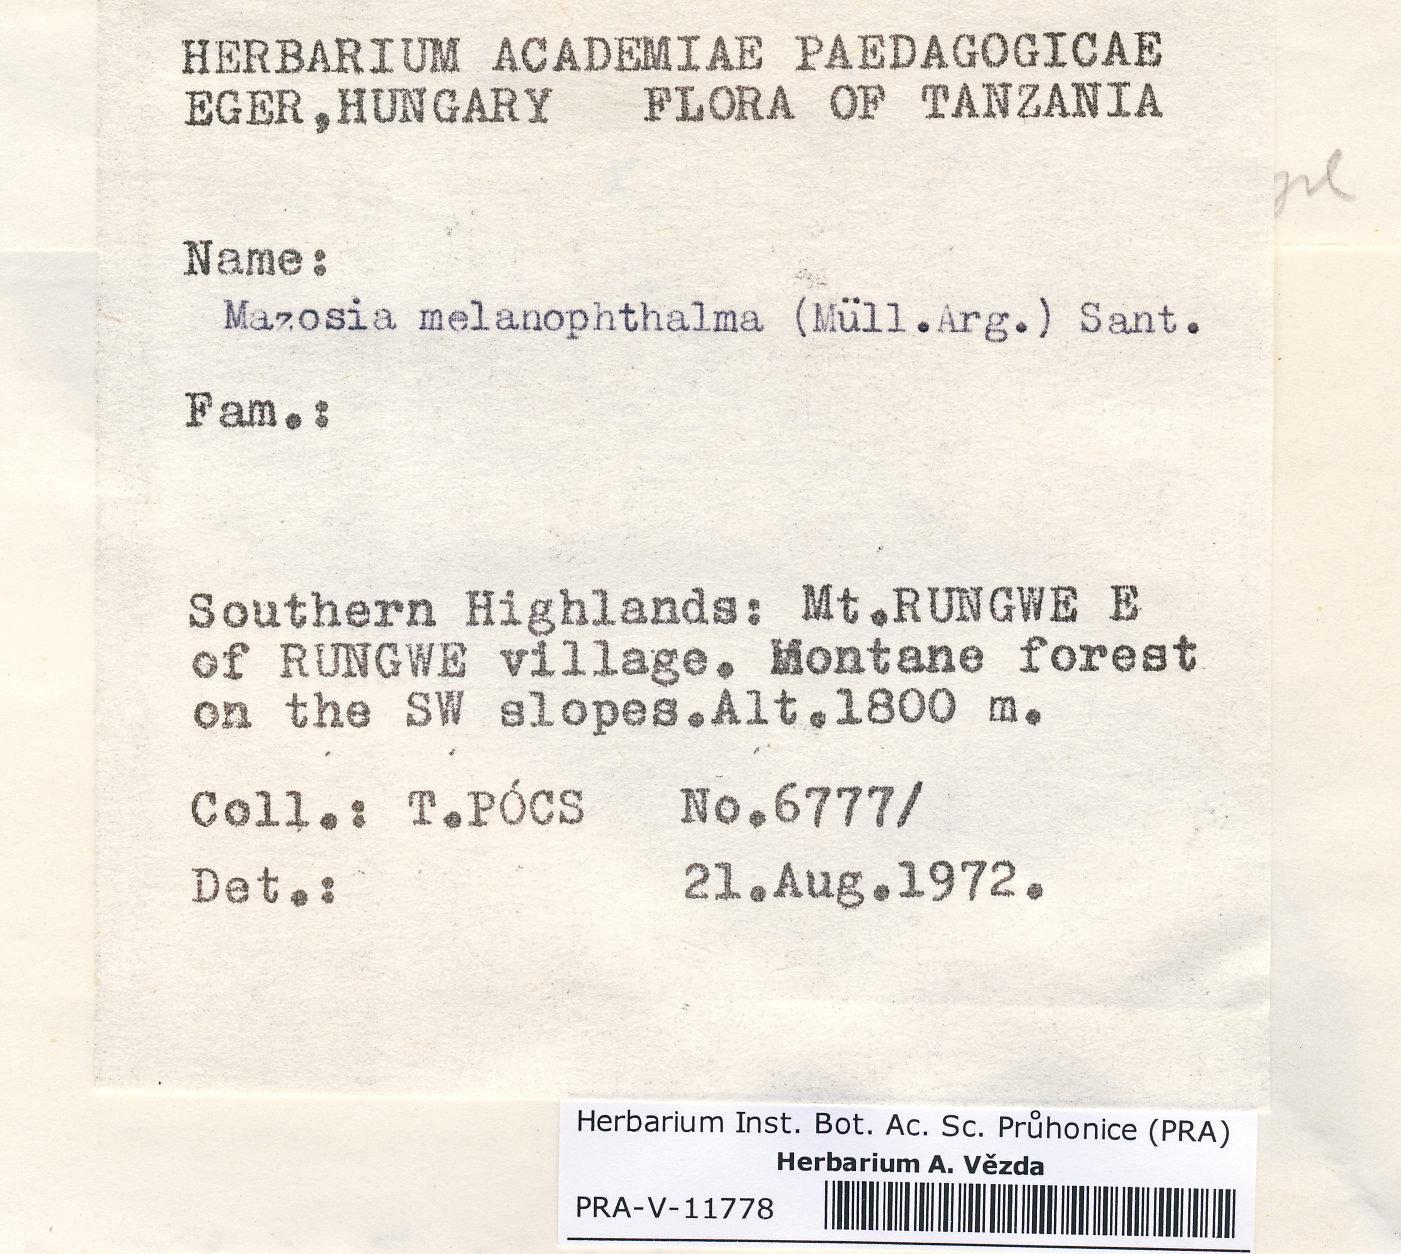 HERBARIUM ACADEMIAE PAEDAGOGICAE
EGER,HUNGARY FLORA OF TANZANIA
Name:
Mazosia melanophthalma (Müll.Arg.) Sant.
Fam.:
Southern Highlands: Mt.RUNGWE E
of RUNGWE village. Montane forest
on the SW slopes.Alt.1800 m.
Coll.: T.PÓCS No.6777/
Det.: 21.Aug.1972.
Herbarium Inst. Bot. Ac. Sc. Průhonice (PRA)
Herbarium A. Vězda
PRA-V-11778